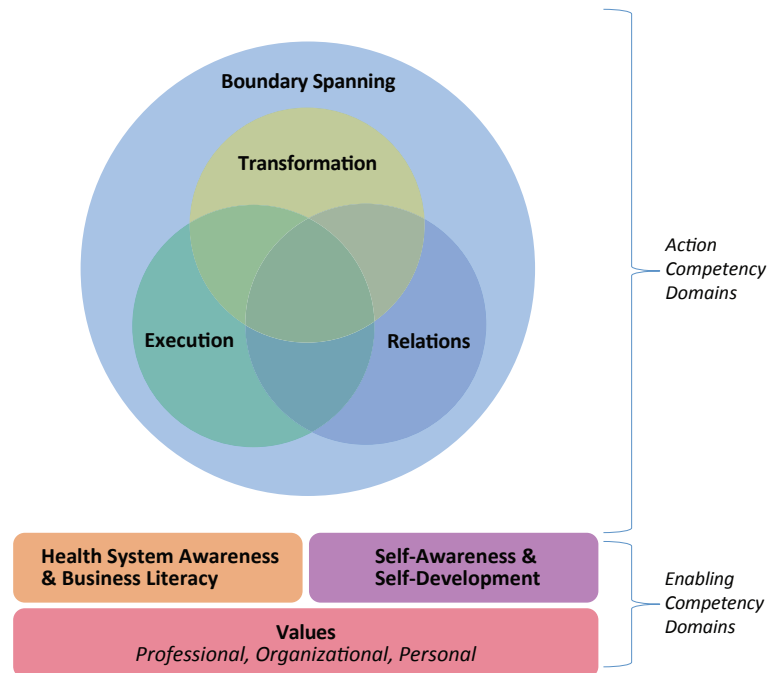 Boundary Spanning
Transformation
Execution
Relations
Action
Competency
Domains
Health System Awareness
& Business Literacy
Self-Awareness &
Self-Development
Values
Professional, Organizational, Personal
Enabling
Competency
Domains